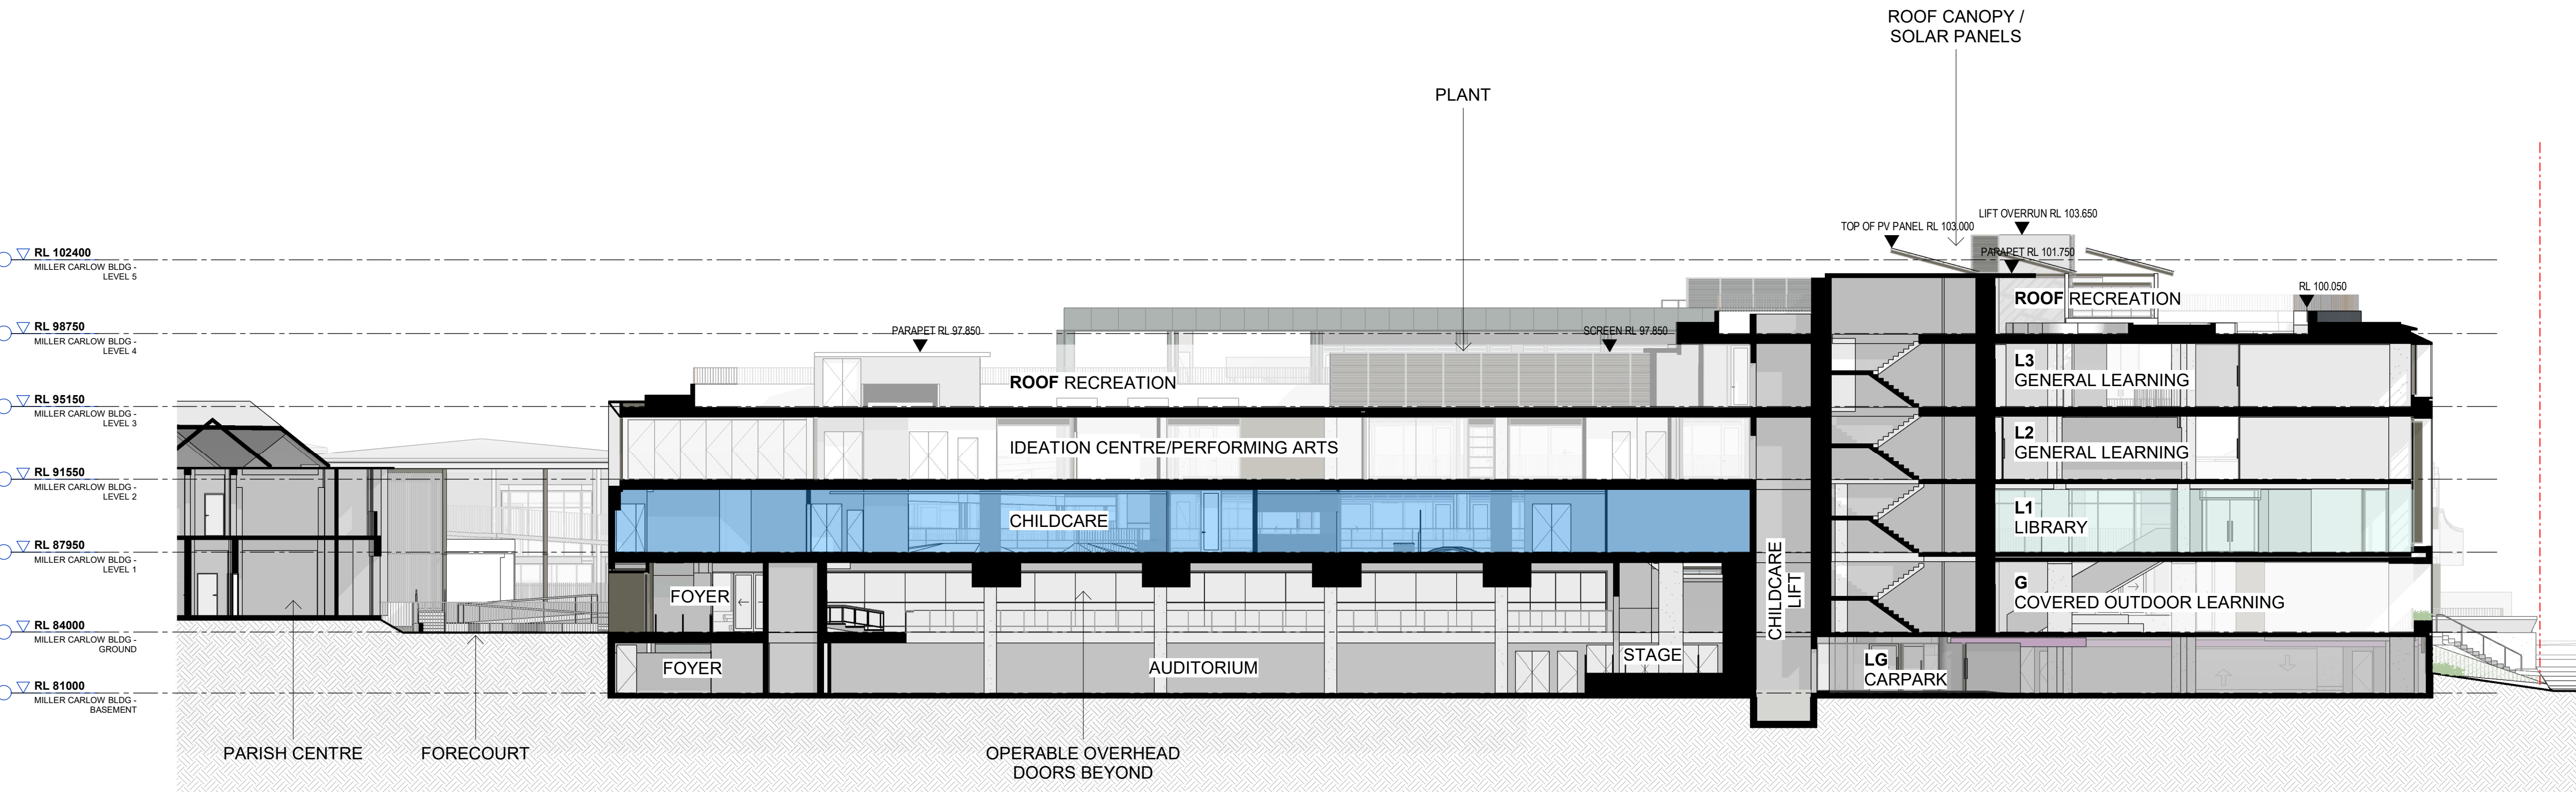 ROOF CANOPY /
SOLAR PANELS
PLANT
LIFT OVERRUN RL 103.650
TOP OF PV PANEL RL 103.000
PARAPET RL 101.750
RL 102400
MILLER CARLOW BLDG -
LEVEL 5
ROOF RECREATION
RL 100.050
RL 98750
MILLER CARLOW BLDG -
LEVEL 4
PARAPET RL 97.850
SCREEN RL 97.850
L3
GENERAL LEARNING
ROOF RECREATION
RL 95150
MILLER CARLOW BLDG -
LEVEL 3
IDEATION CENTRE/PERFORMING ARTS
L2
GENERAL LEARNING
RL 91550
MILLER CARLOW BLDG -
LEVEL 2
CHILDCARE
L1
LIBRARY
RL 87950
MILLER CARLOW BLDG -
LEVEL 1
FOYER
CHILDCARE
LIFT
G
COVERED OUTDOOR LEARNING
RL 84000
MILLER CARLOW BLDG -
GROUND
FOYER
AUDITORIUM
STAGE
LG
CARPARK
RL 81000
MILLER CARLOW BLDG -
BASEMENT
PARISH CENTRE
FORECOURT
OPERABLE OVERHEAD
DOORS BEYOND